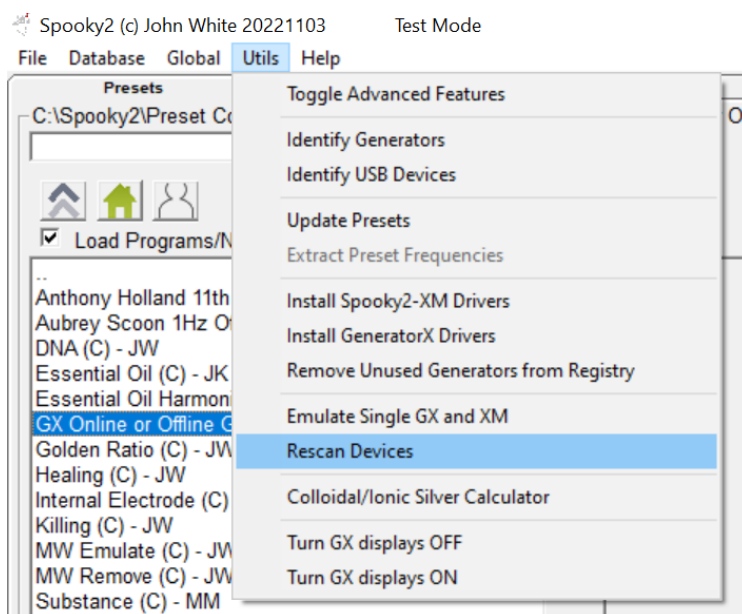 Spooky2 (c) John White 20221103 Test Mode
File Database Global Utils Help
Presets
C:\Spooky2\Preset Co
Load Programs/N
..
Anthony Holland 11th
Aubrey Scoon 1Hz Of
DNA (C) - JW
Essential Oil (C) - JK
Essential Oil Harmoni
GX Online or Offline G
Golden Ratio (C) - JW
Healing (C) - JW
Internal Electrode (C)
Killing (C) - JW
MW Emulate (C) - JW
MW Remove (C) - JW
Substance (C) - MM
Toggle Advanced Features
Identify Generators
Identify USB Devices
Update Presets
Extract Preset Frequencies
Install Spooky2-XM Drivers
Install GeneratorX Drivers
Remove Unused Generators from Registry
Emulate Single GX and XM
Rescan Devices
Colloidal/Ionic Silver Calculator
Turn GX displays OFF
Turn GX displays ON
O